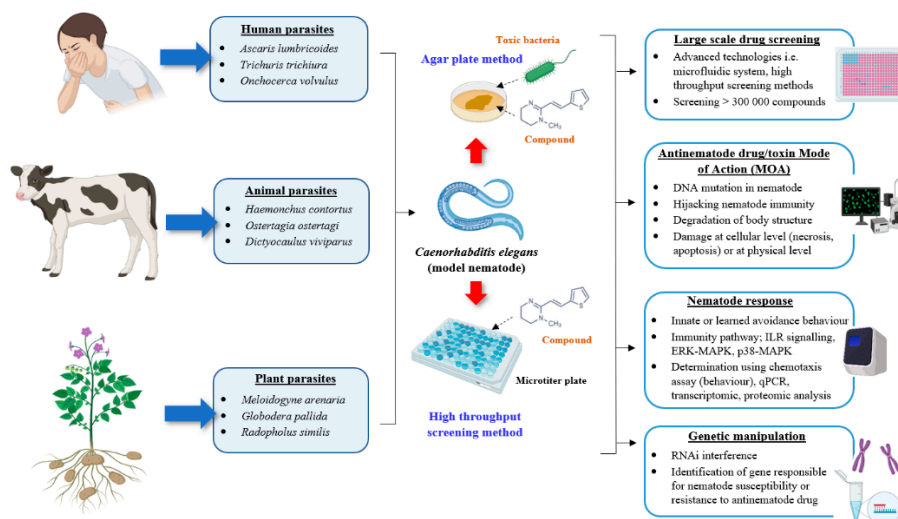 Human parasites
• Ascaris lumbricoides
• Trichuris trichiura
• Onchocerca volvulus
Animal parasites
• Haemonchus contortus
• Ostertagia ostertagi
• Dictyocaulus viviparus
Plant parasites
• Meloidogyne arenaria
• Globodera pallida
• Radopholus similis
Toxic bacteria
Agar plate method
N
N
CH₃
S
Compound
Caenorhabditis elegans
(model nematode)
N
N
CH₃
S
Compound
Microtiter plate
High throughput
screening method
Large scale drug screening
• Advanced technologies i.e.
microfluidic system, high
throughput screening methods
• Screening > 300 000 compounds
Antinematode drug/toxin Mode
of Action (MOA)
• DNA mutation in nematode
• Hijacking nematode immunity
• Degradation of body structure
• Damage at cellular level (necrosis,
apoptosis) or at physical level
Nematode response
• Innate or learned avoidance behaviour
• Immunity pathway; ILR signalling,
ERK-MAPK, p38-MAPK
• Determination using chemotaxis
assay (behaviour), qPCR,
transcriptomic, proteomic analysis
Genetic manipulation
• RNAi interference
• Identification of gene responsible
for nematode susceptibility or
resistance to antinematode drug